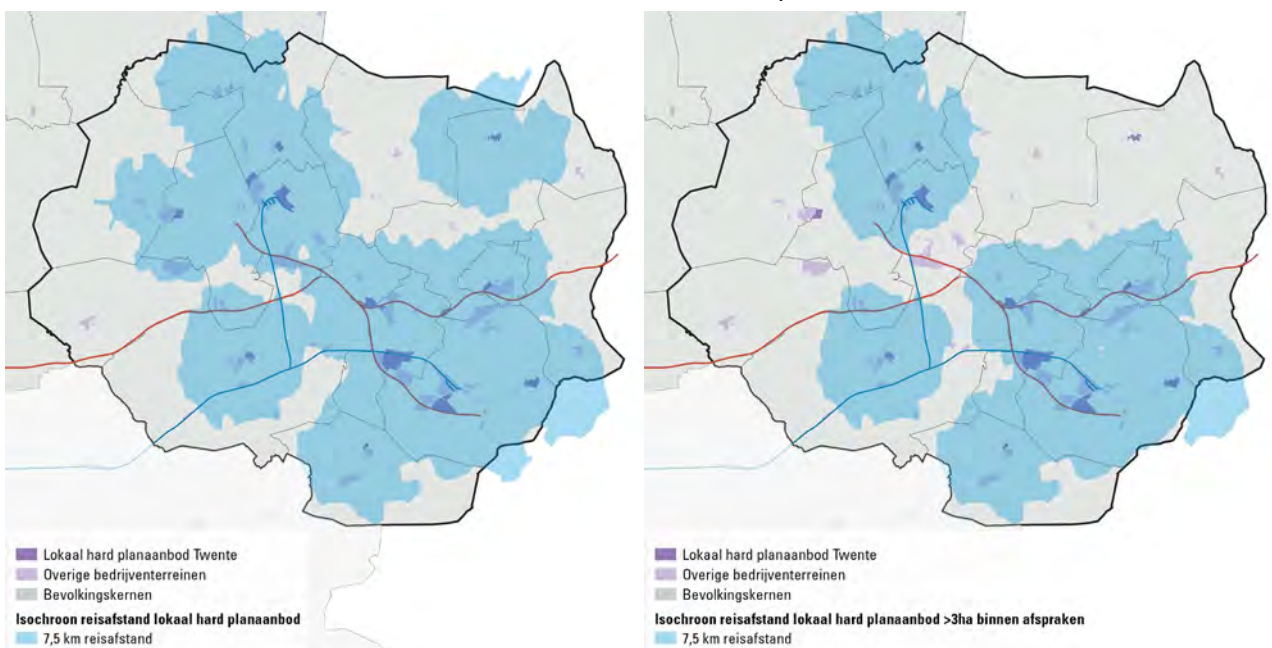 Lokaal hard planaanbod Twente
Overige bedrijventerreinen
Bevolkingskernen
Isochroon reisafstand lokaal hard planaanbod
7,5 km reisafstand
Lokaal hard planaanbod Twente
Overige bedrijventerreinen
Bevolkingskernen
Isochroon reisafstand lokaal hard planaanbod >3ha binnen afspraken
7,5 km reisafstand